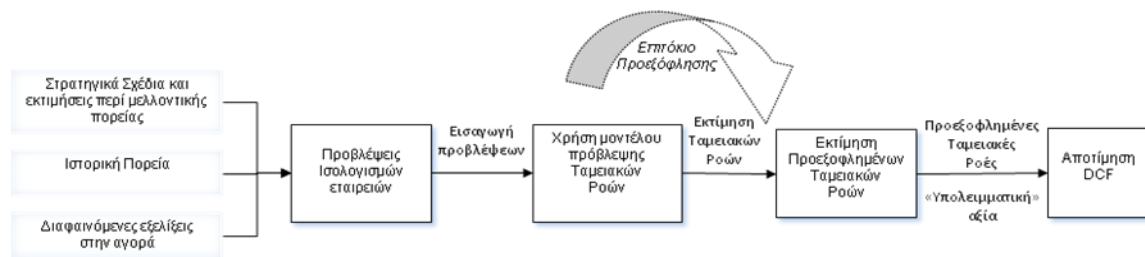 Στρατηγικά Σχέδια και
εκτιμήσεις περί μελλοντικής
πορείας
Ιστορική Πορεία
Διαφαινόμενες εξελίξεις
στην αγορά
Προβλέψεις
Ισολογισμών
εταιρειών
Εισαγωγή
προβλέψεων
Χρήση μοντέλου
πρόβλεψης
Ταμειακών
Ροών
Επιτόκιο
Προεξόφλησης
Εκτίμηση
Ταμειακών
Ροών
Εκτίμηση
Προεξοφλημένων
Ταμειακών
Ροών
Προεξοφλημένες
Ταμειακές
Ροές
«Υπολειμματική»
αξία
Αποτίμηση
DCF